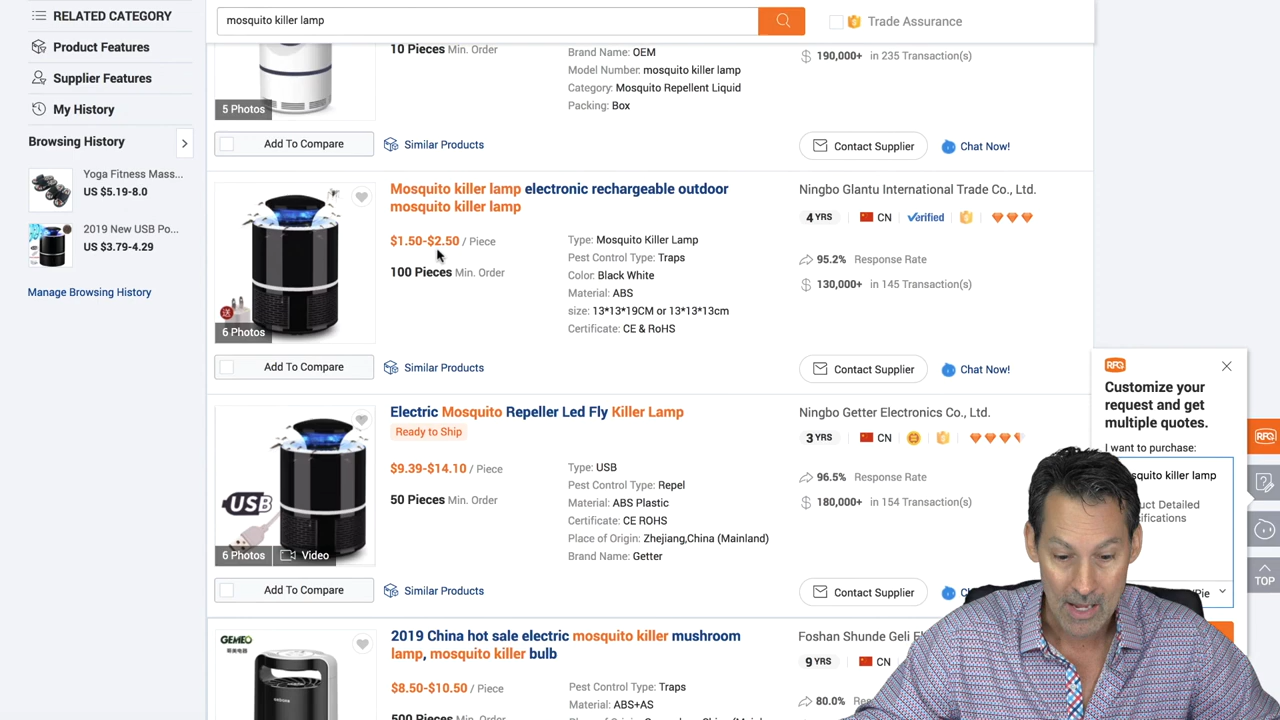 RELATED CATEGORY
Product Features
Supplier Features
My History
Browsing History
Yoga Fitness Mass...
US $5.19-8.0
2019 New USB Po...
US $3.79-4.29
Manage Browsing History
mosquito killer lamp
Trade Assurance
5 Photos
10 Pieces Min. Order
Brand Name: OEM
Model Number: mosquito killer lamp
Category: Mosquito Repellent Liquid
Packing: Box
190,000+ in 235 Transaction(s)
Add To Compare
Similar Products
Contact Supplier
Chat Now!
6 Photos
Mosquito killer lamp electronic rechargeable outdoor
mosquito killer lamp
$1.50-$2.50 / Piece
100 Pieces Min. Order
Type: Mosquito Killer Lamp
Pest Control Type: Traps
Color: Black White
Material: ABS
size: 13*13*19CM or 13*13*13cm
Certificate: CE & RoHS
Ningbo Glantu International Trade Co., Ltd.
4 YRS
CN
Verified
95.2% Response Rate
130,000+ in 145 Transaction(s)
Add To Compare
Similar Products
Contact Supplier
Chat Now!
USB
6 Photos
Video
Electric Mosquito Repeller Led Fly Killer Lamp
Ready to Ship
$9.39-$14.10 / Piece
50 Pieces Min. Order
Type: USB
Pest Control Type: Repel
Material: ABS Plastic
Certificate: CE ROHS
Place of Origin: Zhejiang,China (Mainland)
Brand Name: Getter
Ningbo Getter Electronics Co., Ltd.
3 YRS
CN
96.5% Response Rate
180,000+ in 154 Transaction(s)
Add To Compare
Similar Products
Contact Supplier
GEMEO
2019 China hot sale electric mosquito killer mushroom
lamp, mosquito killer bulb
$8.50-$10.50 / Piece
500 Pieces Min. Order
Pest Control Type: Traps
Material: ABS+AS
Foshan Shunde Geli
9 YRS
CN
80.0%
RFQ
Customize your
request and get
multiple quotes.
I want to purchase:
killer lamp
Detailed
RFQ
TOP